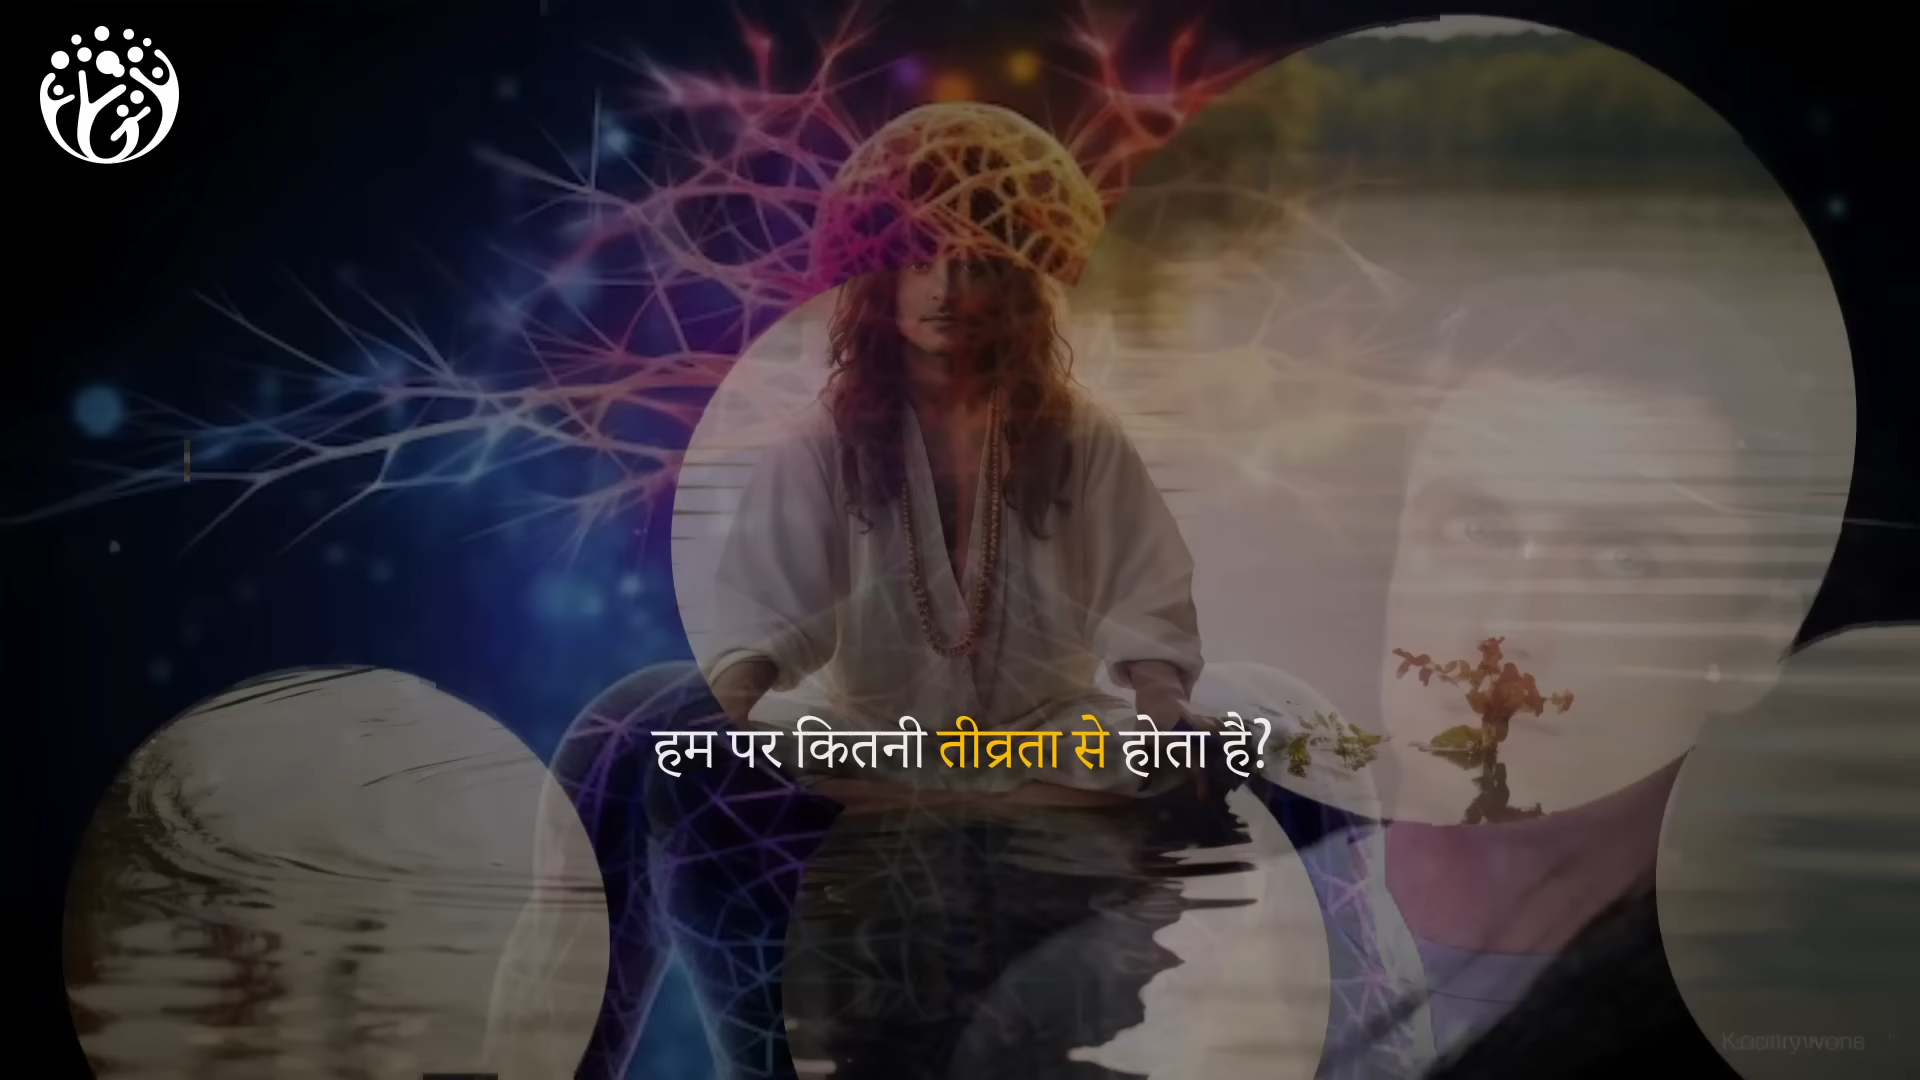 हम पर कितनी तीव्रता से होता है?